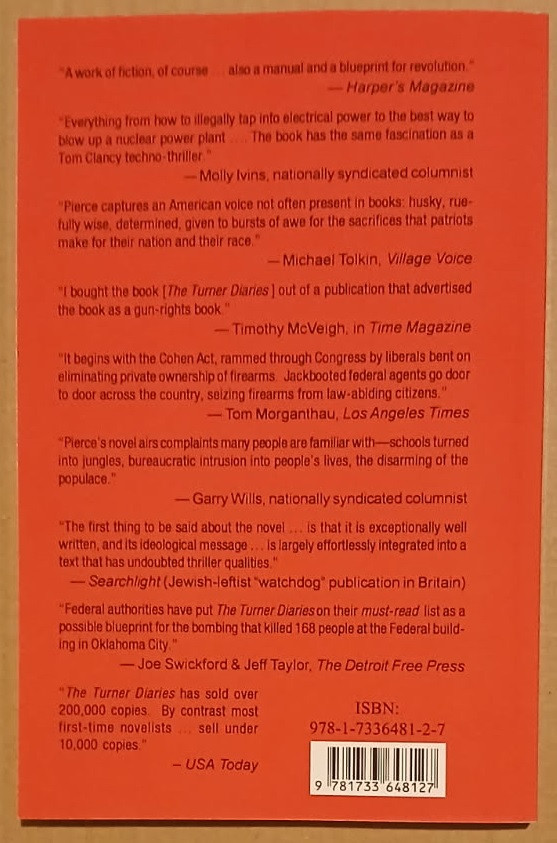 "A work of fiction, of course ... also a manual and a blueprint for revolution."
— Harper's Magazine
"Everything from how to illegally tap into electrical power to the best way to
blow up a nuclear power plant .... The book has the same fascination as a
Tom Clancy techno-thriller."
— Molly Ivins, nationally syndicated columnist
"Pierce captures an American voice not often present in books: husky, rue-
fully wise, determined, given to bursts of awe for the sacrifices that patriots
make for their nation and their race."
— Michael Tolkin, Village Voice
"I bought the book [The Turner Diaries] out of a publication that advertised
the book as a gun-rights book."
— Timothy McVeigh, in Time Magazine
"It begins with the Cohen Act, rammed through Congress by liberals bent on
eliminating private ownership of firearms. Jackbooted federal agents go door
to door across the country, seizing firearms from law-abiding citizens."
— Tom Morganthau, Los Angeles Times
"Pierce's novel airs complaints many people are familiar with—schools turned
into jungles, bureaucratic intrusion into people's lives, the disarming of the
populace."
— Garry Wills, nationally syndicated columnist
"The first thing to be said about the novel ... is that it is exceptionally well
written, and its ideological message ... is largely effortlessly integrated into a
text that has undoubted thriller qualities."
— Searchlight (Jewish-leftist "watchdog" publication in Britain)
"Federal authorities have put The Turner Diaries on their must-read list as a
possible blueprint for the bombing that killed 168 people at the Federal build-
ing in Oklahoma City."
— Joe Swickford & Jeff Taylor, The Detroit Free Press
"The Turner Diaries has sold over
200,000 copies. By contrast most
first-time novelists ... sell under
10,000 copies."
– USA Today
ISBN:
978-1-7336481-2-7
9 781733 648127